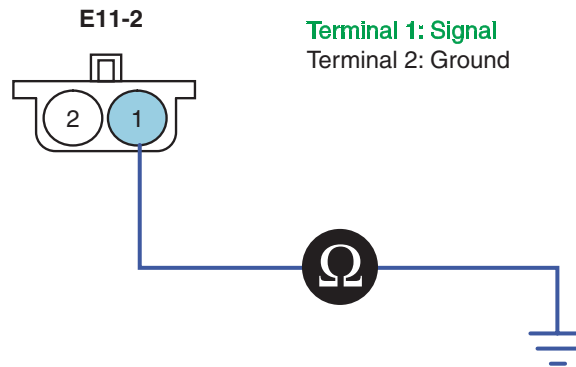 E11-2
Terminal 1: Signal
Terminal 2: Ground
2 1
Ω